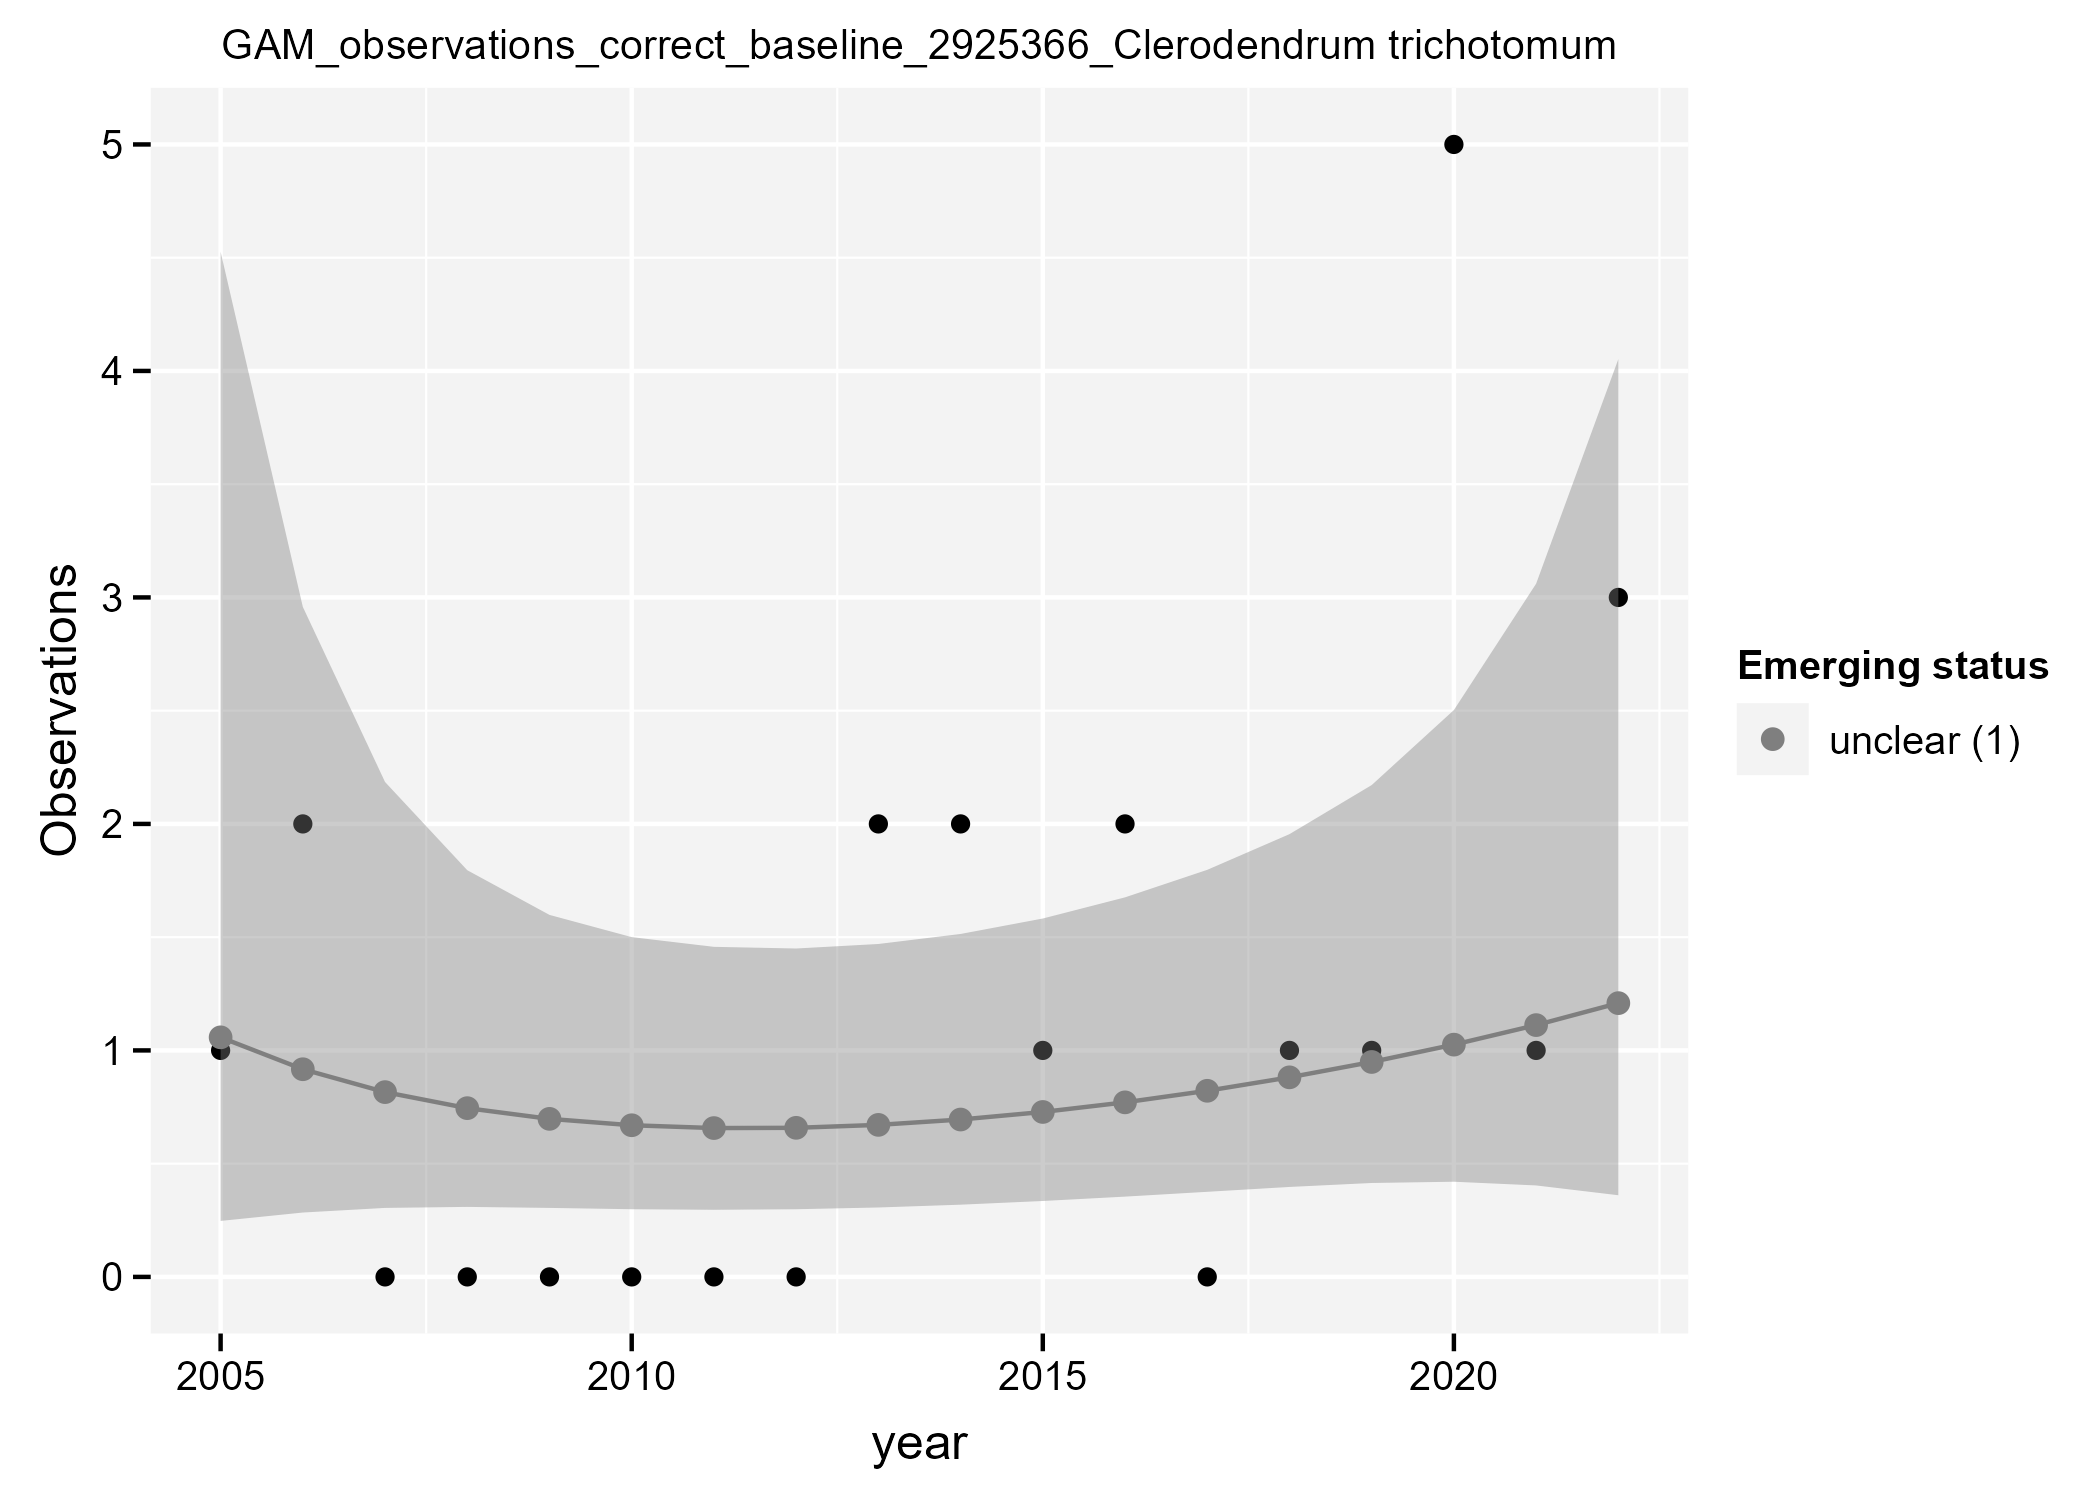 GAM_observations_correct_baseline_2925366_Clerodendrum trichotomum
5
4
3
2
1
0
Observations
2005
2010
2015
2020
year
Emerging status
unclear (1)